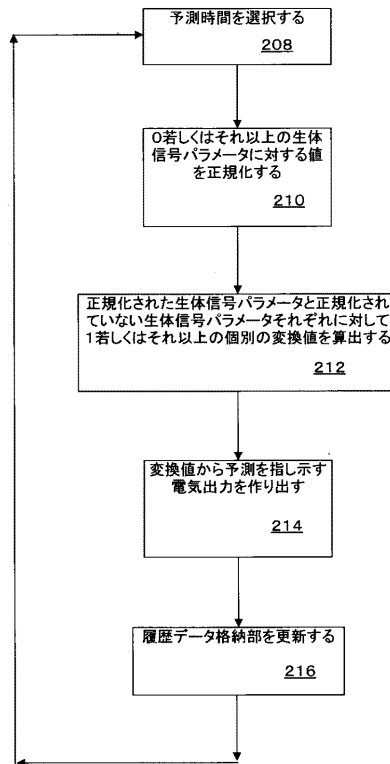 予測時間を選択する
208
0若しくはそれ以上の生体
信号パラメータに対する値
を正規化する
210
正規化された生体信号パラメータと正規化され
ていない生体信号パラメータそれぞれに対して
1若しくはそれ以上の個別の変換値を算出する
212
変換値から予測を指し示す
電気出力を作り出す
214
履歴データ格納部を更新する
216